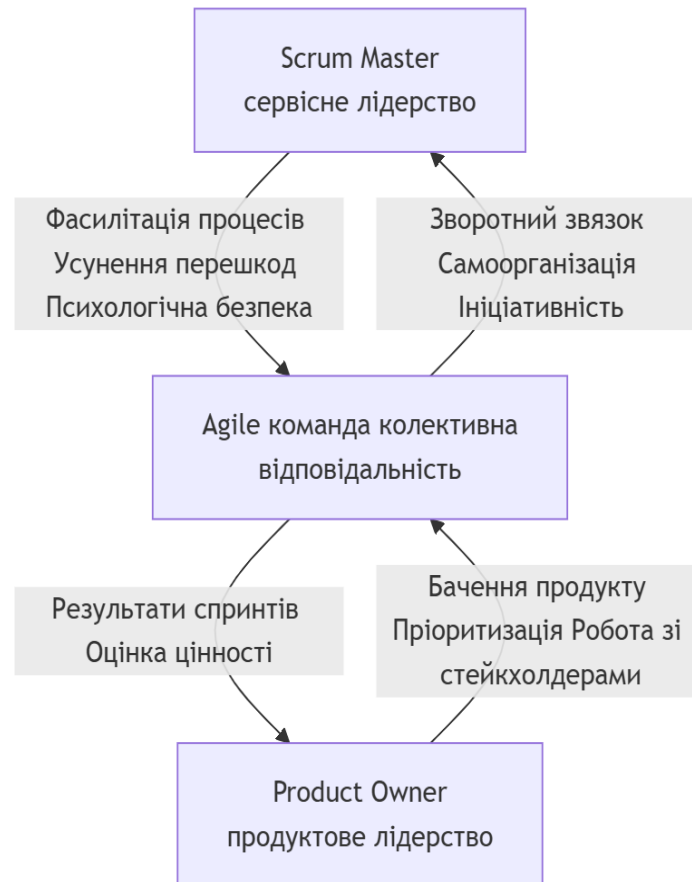 Scrum Master
сервісне лідерство
Фасилітація процесів
Усунення перешкод
Психологічна безпека
Зворотний звязок
Самоорганізація
Ініціативність
Agile команда колективна
відповідальність
Результати спринтів
Оцінка цінності
Бачення продукту
Пріоритизація Робота зі
стейкхолдерами
Product Owner
продуктове лідерство